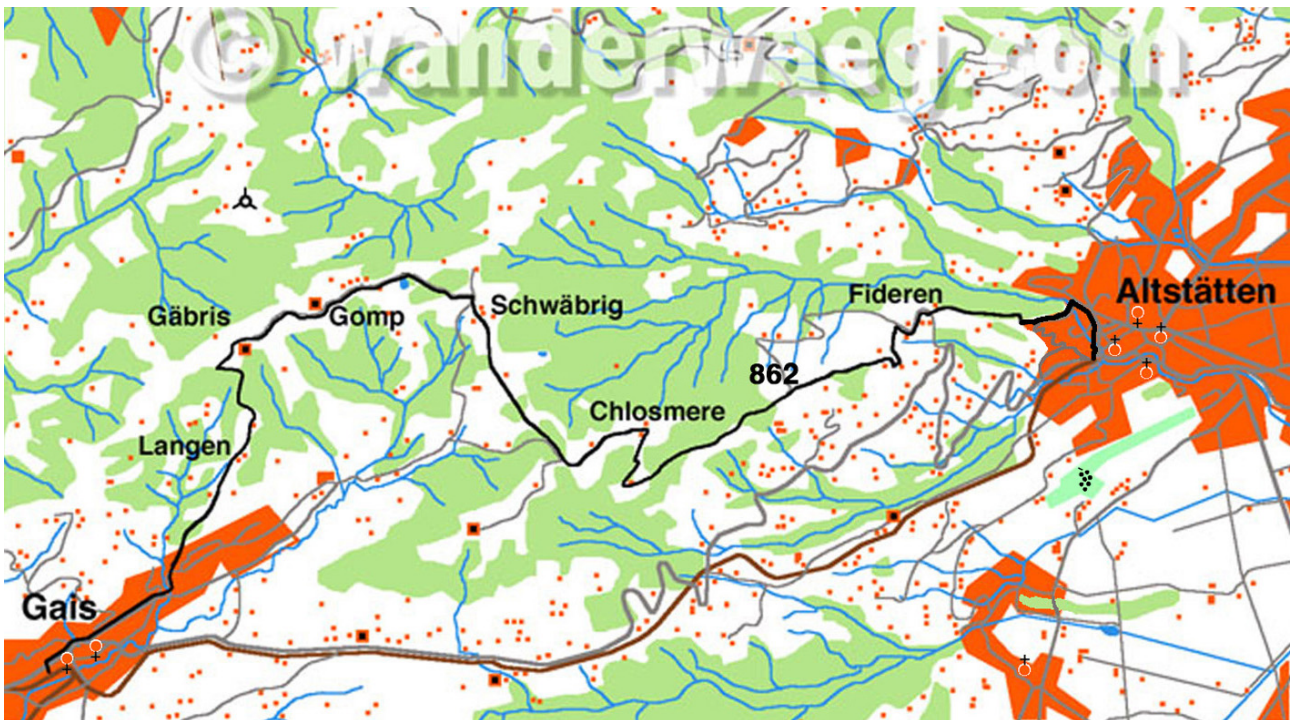 © wanderwaeg.com
Altstätten
Fideren
Schwäbrig
Gäbris
Gomp
862
Chlosmere
Langen
Gais